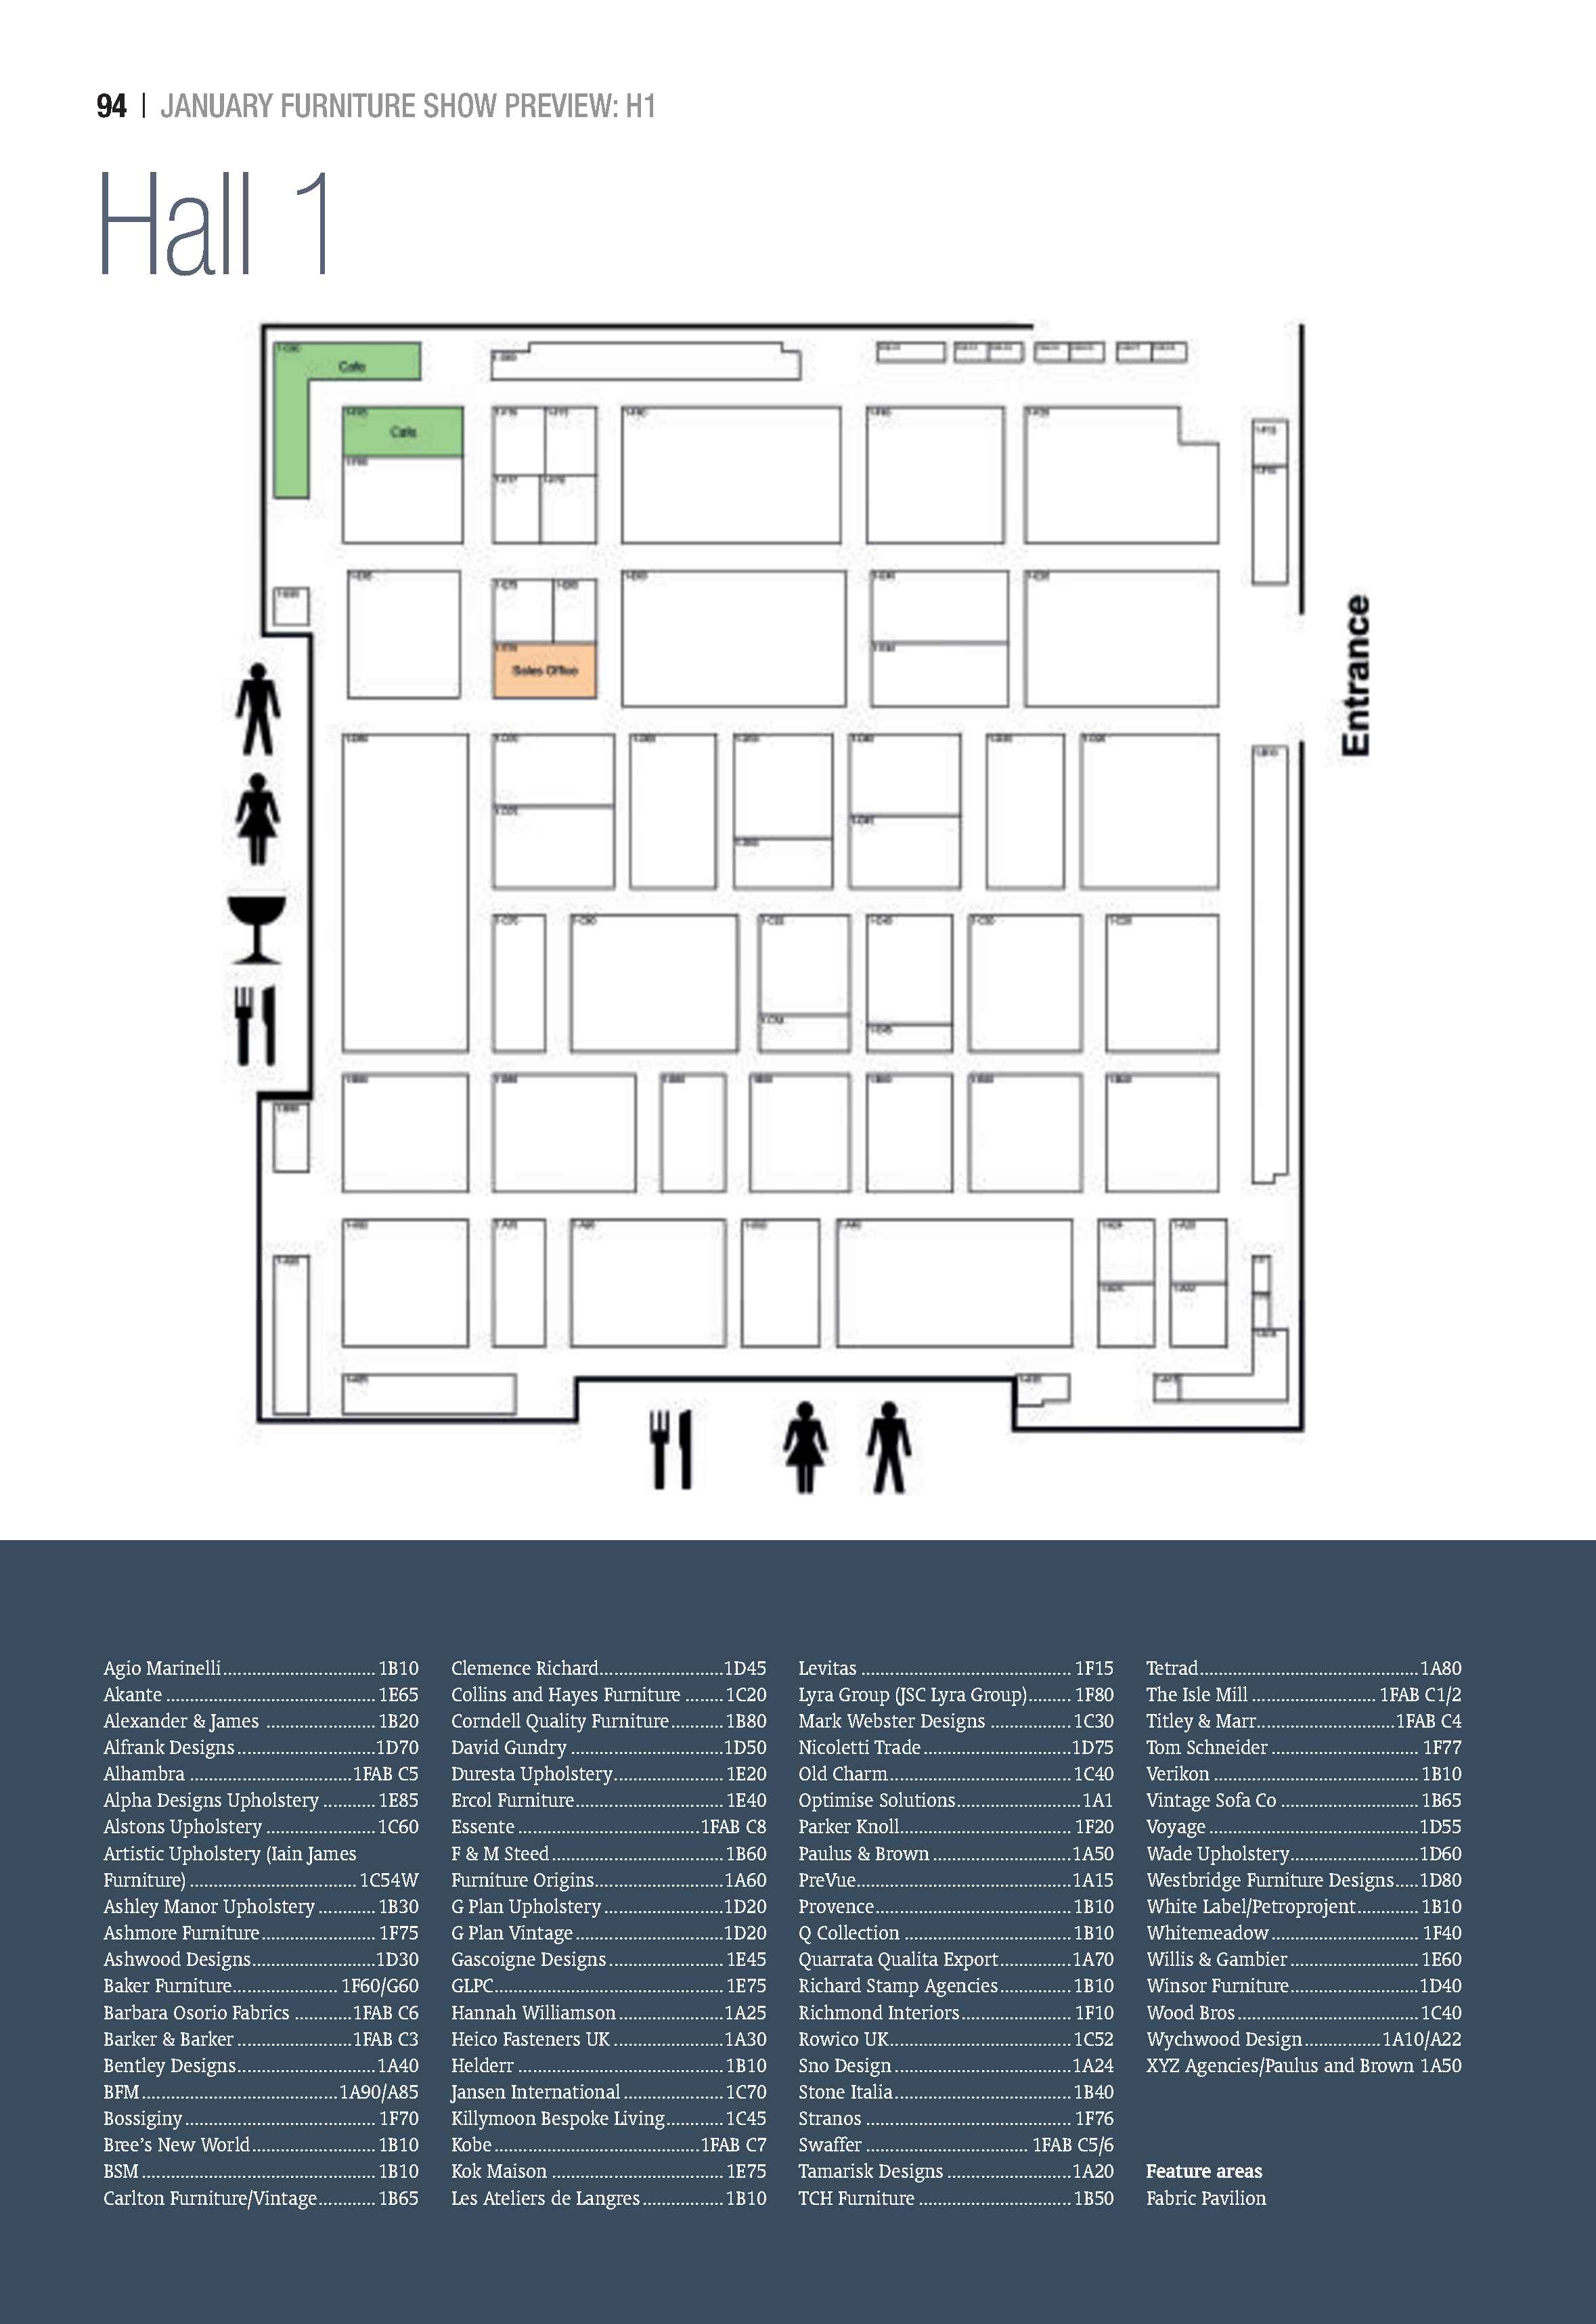 94 | JANUARY FURNITURE SHOW PREVIEW: H1
Hall 1
Cafe
Cafe
Sales Office
Entrance
Agio Marinelli................................ 1B10
Akante ............................................ 1E65
Alexander & James ....................... 1B20
Alfrank Designs.............................1D70
Alhambra ..................................1FAB C5
Alpha Designs Upholstery ........... 1E85
Alstons Upholstery ....................... 1C60
Artistic Upholstery (Iain James
Furniture) ................................... 1C54W
Ashley Manor Upholstery ............ 1B30
Ashmore Furniture........................ 1F75
Ashwood Designs..........................1D30
Baker Furniture...................... 1F60/G60
Barbara Osorio Fabrics ............1FAB C6
Barker & Barker ........................1FAB C3
Bentley Designs.............................1A40
BFM.........................................1A90/A85
Bossiginy ........................................ 1F70
Bree’s New World.......................... 1B10
BSM ................................................. 1B10
Carlton Furniture/Vintage............ 1B65
Clemence Richard..........................1D45
Collins and Hayes Furniture ........ 1C20
Corndell Quality Furniture........... 1B80
David Gundry ................................1D50
Duresta Upholstery....................... 1E20
Ercol Furniture............................... 1E40
Essente ......................................1FAB C8
F & M Steed.................................... 1B60
Furniture Origins...........................1A60
G Plan Upholstery .........................1D20
G Plan Vintage...............................1D20
Gascoigne Designs........................ 1E45
GLPC................................................ 1E75
Hannah Williamson......................1A25
Heico Fasteners UK .......................1A30
Helderr ........................................... 1B10
Jansen International ..................... 1C70
Killymoon Bespoke Living............ 1C45
Kobe...........................................1FAB C7
Kok Maison .................................... 1E75
Les Ateliers de Langres................. 1B10
Levitas ............................................ 1F15
Lyra Group (JSC Lyra Group)......... 1F80
Mark Webster Designs ................. 1C30
Nicoletti Trade...............................1D75
Old Charm...................................... 1C40
Optimise Solutions..........................1A1
Parker Knoll.................................... 1F20
Paulus & Brown .............................1A50
PreVue.............................................1A15
Provence......................................... 1B10
Q Collection ................................... 1B10
Quarrata Qualita Export...............1A70
Richard Stamp Agencies............... 1B10
Richmond Interiors....................... 1F10
Rowico UK...................................... 1C52
Sno Design .....................................1A24
Stone Italia..................................... 1B40
Stranos ........................................... 1F76
Swaffer .................................. 1FAB C5/6
Tamarisk Designs ..........................1A20
TCH Furniture ................................ 1B50
Tetrad..............................................1A80
The Isle Mill .......................... 1FAB C1/2
Titley & Marr.............................1FAB C4
Tom Schneider ............................... 1F77
Verikon ........................................... 1B10
Vintage Sofa Co ............................. 1B65
Voyage ............................................1D55
Wade Upholstery...........................1D60
Westbridge Furniture Designs.....1D80
White Label/Petroprojent............. 1B10
Whitemeadow............................... 1F40
Willis & Gambier........................... 1E60
Winsor Furniture...........................1D40
Wood Bros...................................... 1C40
Wychwood Design................1A10/A22
XYZ Agencies/Paulus and Brown 1A50
Feature areas
Fabric Pavilion